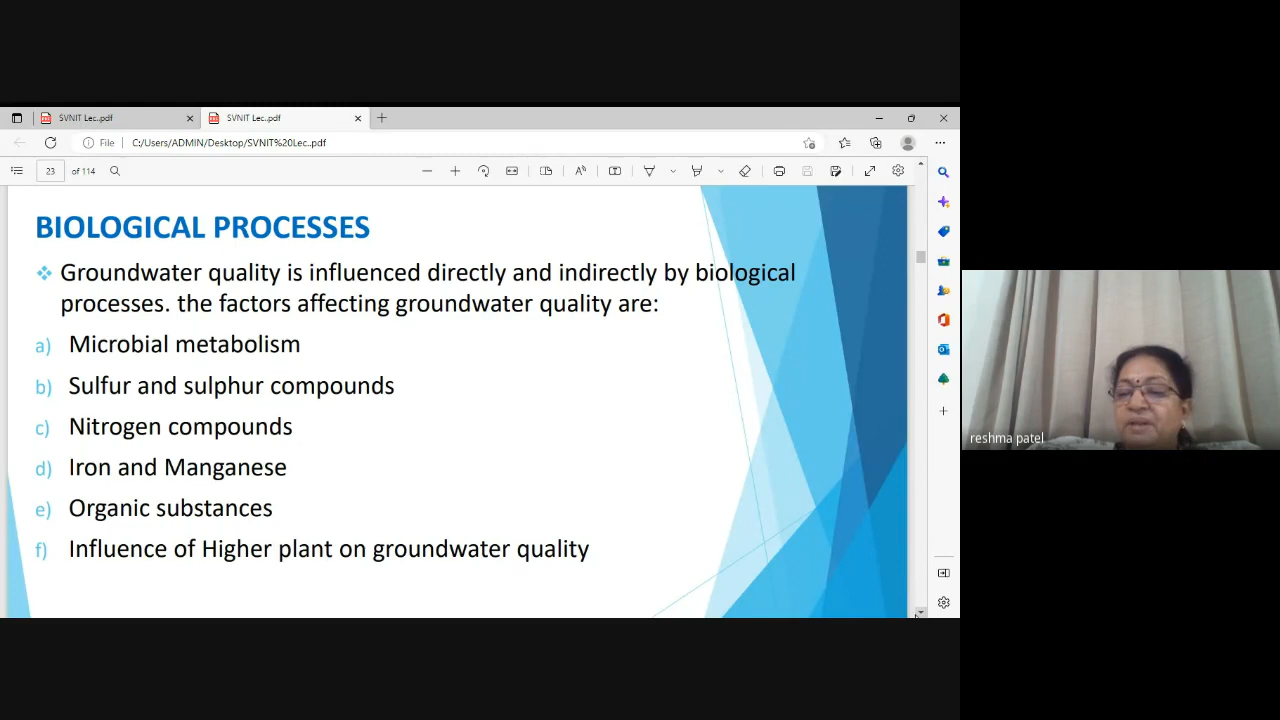 SVNIT Lec..pdf
SVNIT Lec..pdf
File
C:/Users/ADMIN/Desktop/SVNIT%20Lec..pdf
23
of 114
BIOLOGICAL PROCESSES
Groundwater quality is influenced directly and indirectly by biological
processes. the factors affecting groundwater quality are:
a) Microbial metabolism
b) Sulfur and sulphur compounds
c) Nitrogen compounds
d) Iron and Manganese
e) Organic substances
f) Influence of Higher plant on groundwater quality
reshma patel